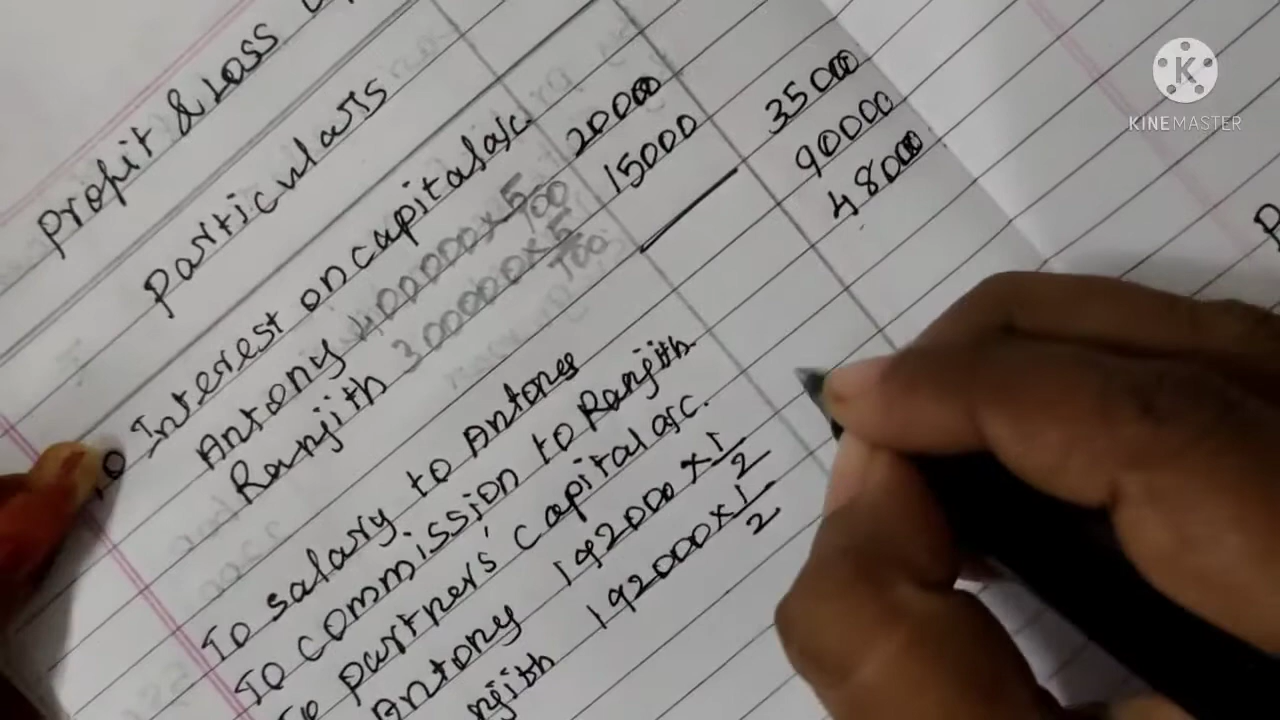 Profit & Loss
Particulars
To Interest on capital a/c.
Antony 400000 × 5/100 20000
Ranjith 300000 × 5/100 15000 35000
To salary to Antony 90000
To commission to Ranjith 48000
To partners' capital a/c.
Antony 192000 × 1/2
njith 192000 × 1/2
KINEMASTER